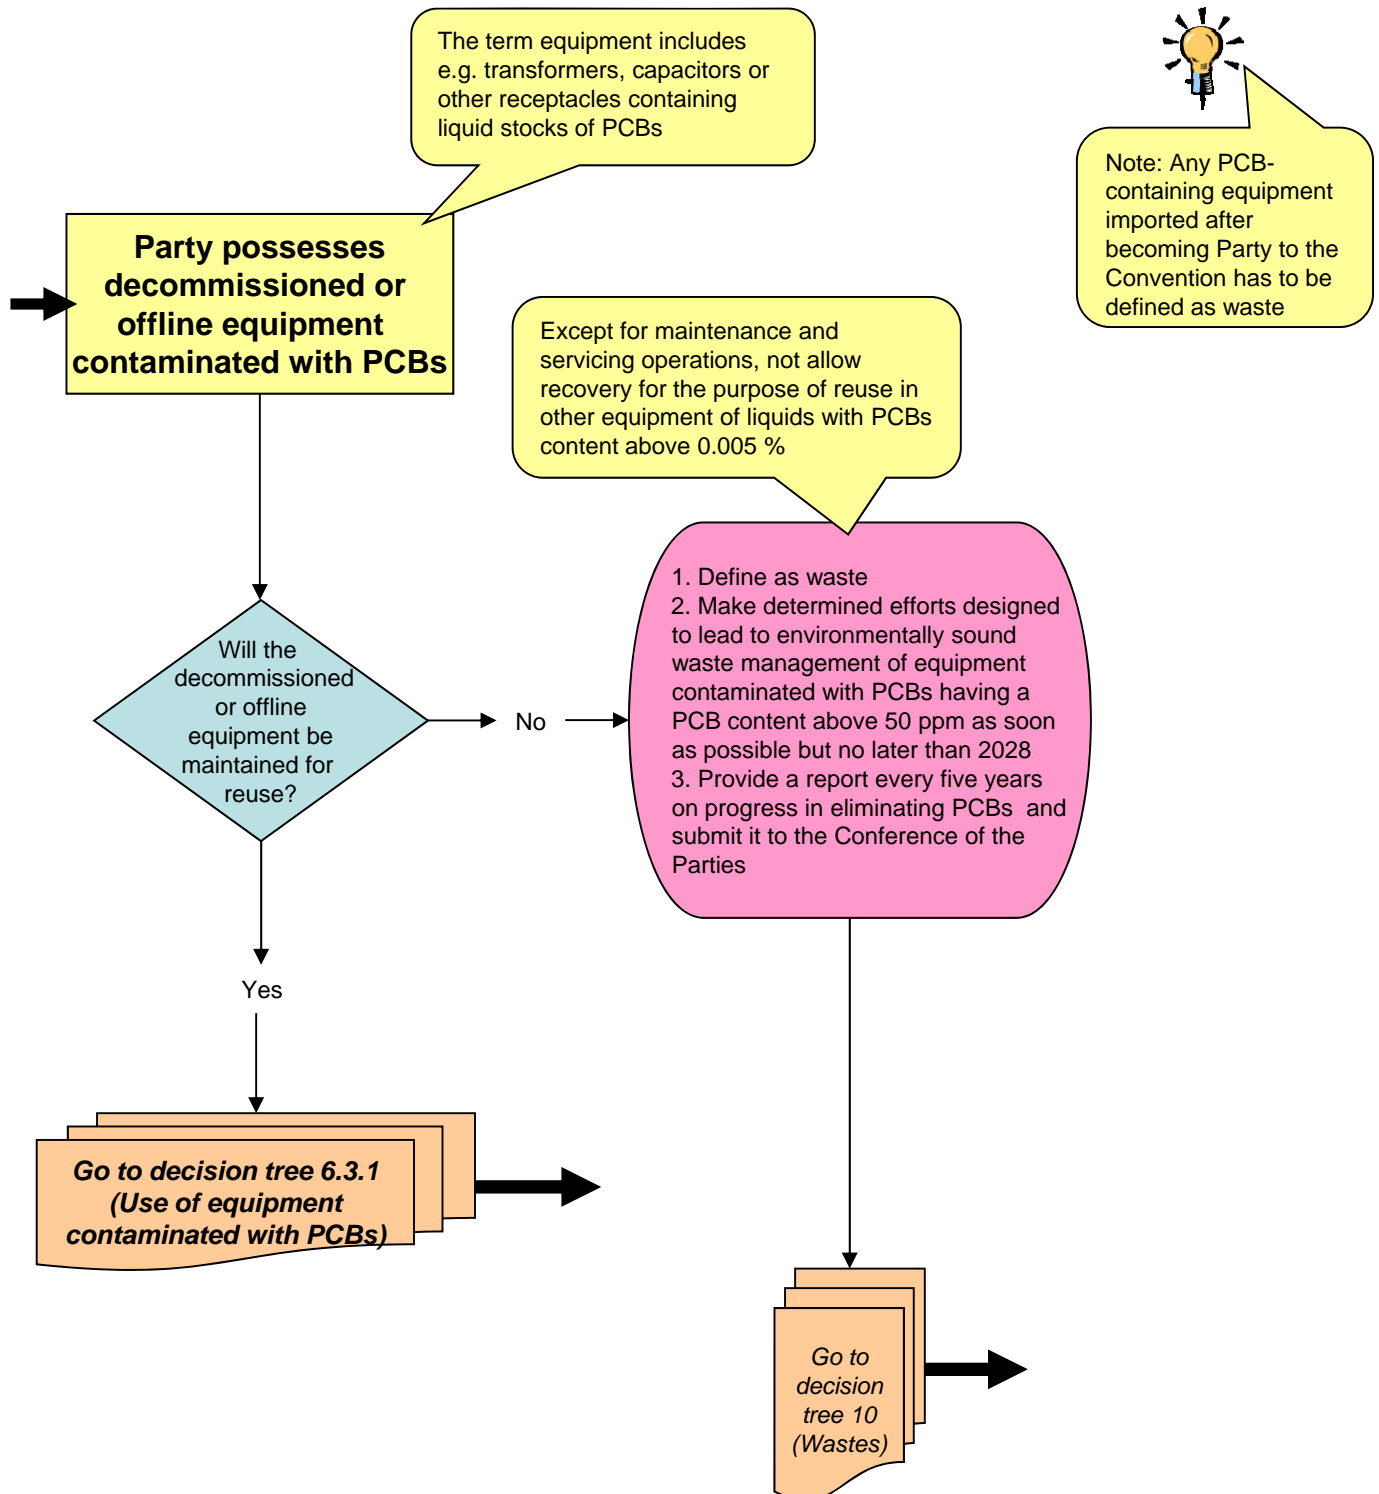 The term equipment includes
e.g. transformers, capacitors or
other receptacles containing
liquid stocks of PCBs
Note: Any PCB-
containing equipment
imported after
becoming Party to the
Convention has to be
defined as waste
Party possesses
decommissioned or
offline equipment
contaminated with PCBs
Except for maintenance and
servicing operations, not allow
recovery for the purpose of reuse in
other equipment of liquids with PCBs
content above 0.005 %
Will the
decommissioned
or offline
equipment be
maintained for
reuse?
No
1. Define as waste
2. Make determined efforts designed
to lead to environmentally sound
waste management of equipment
contaminated with PCBs having a
PCB content above 50 ppm as soon
as possible but no later than 2028
3. Provide a report every five years
on progress in eliminating PCBs and
submit it to the Conference of the
Parties
Yes
Go to decision tree 6.3.1
(Use of equipment
contaminated with PCBs)
Go to
decision
tree 10
(Wastes)